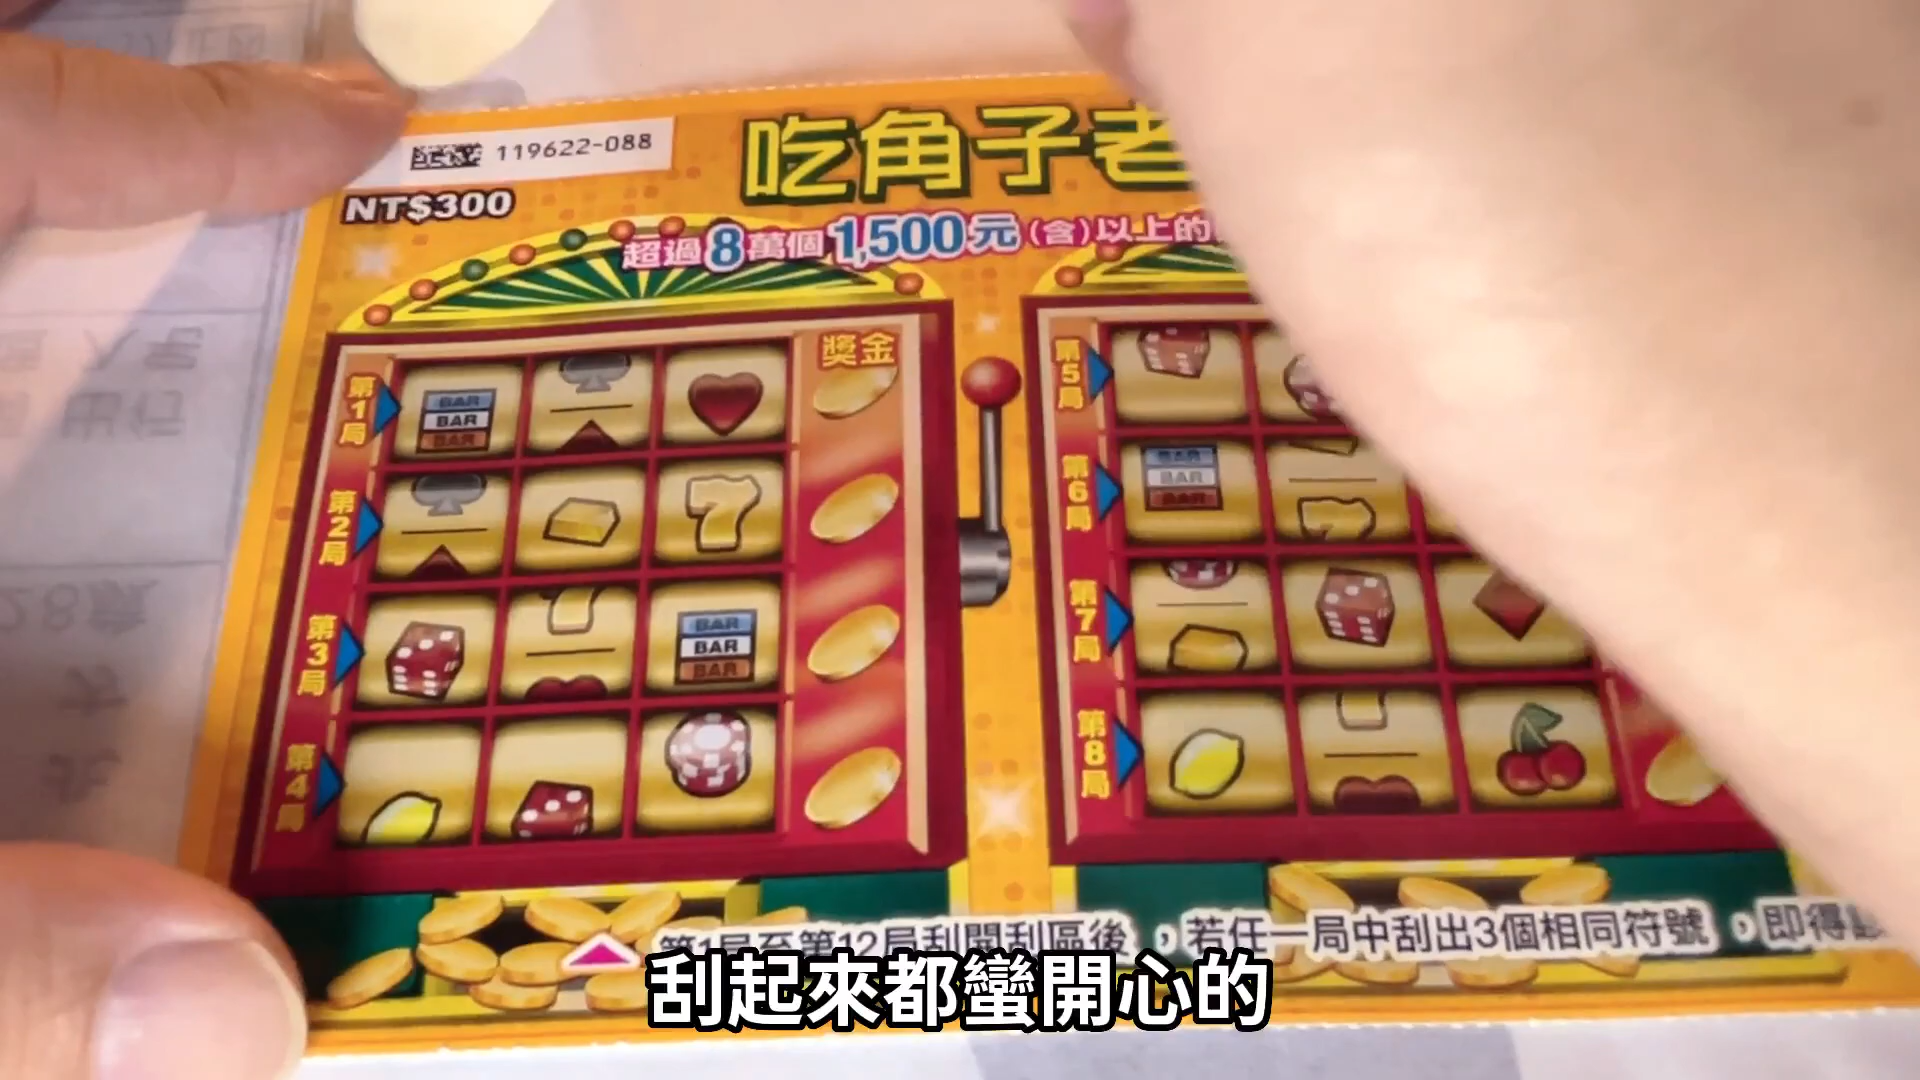 119622-088
NT$300
吃角子老
超過8萬個1,500元(含)以上的
獎金
第1局
BAR
BAR
BAR
第2局
第3局
BAR
BAR
BAR
第4局
第5局
第6局
BAR
BAR
BAR
第7局
第8局
第1局至第12局刮開刮區後，若任一局中刮出3個相同符號，即得
刮起來都蠻開心的